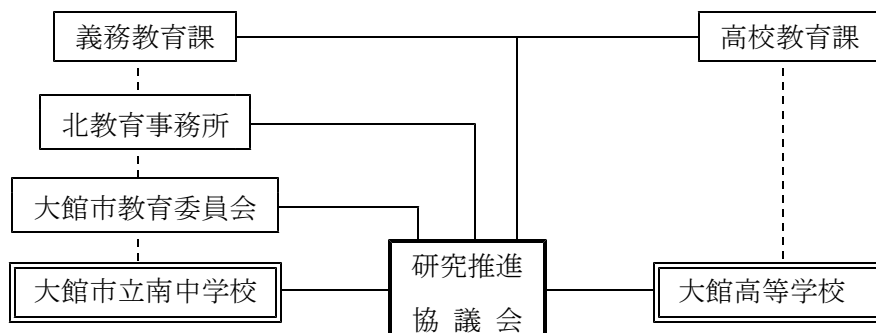 義務教育課
高校教育課
北教育事務所
大館市教育委員会
大館市立南中学校
研究推進
協議会
大館高等学校